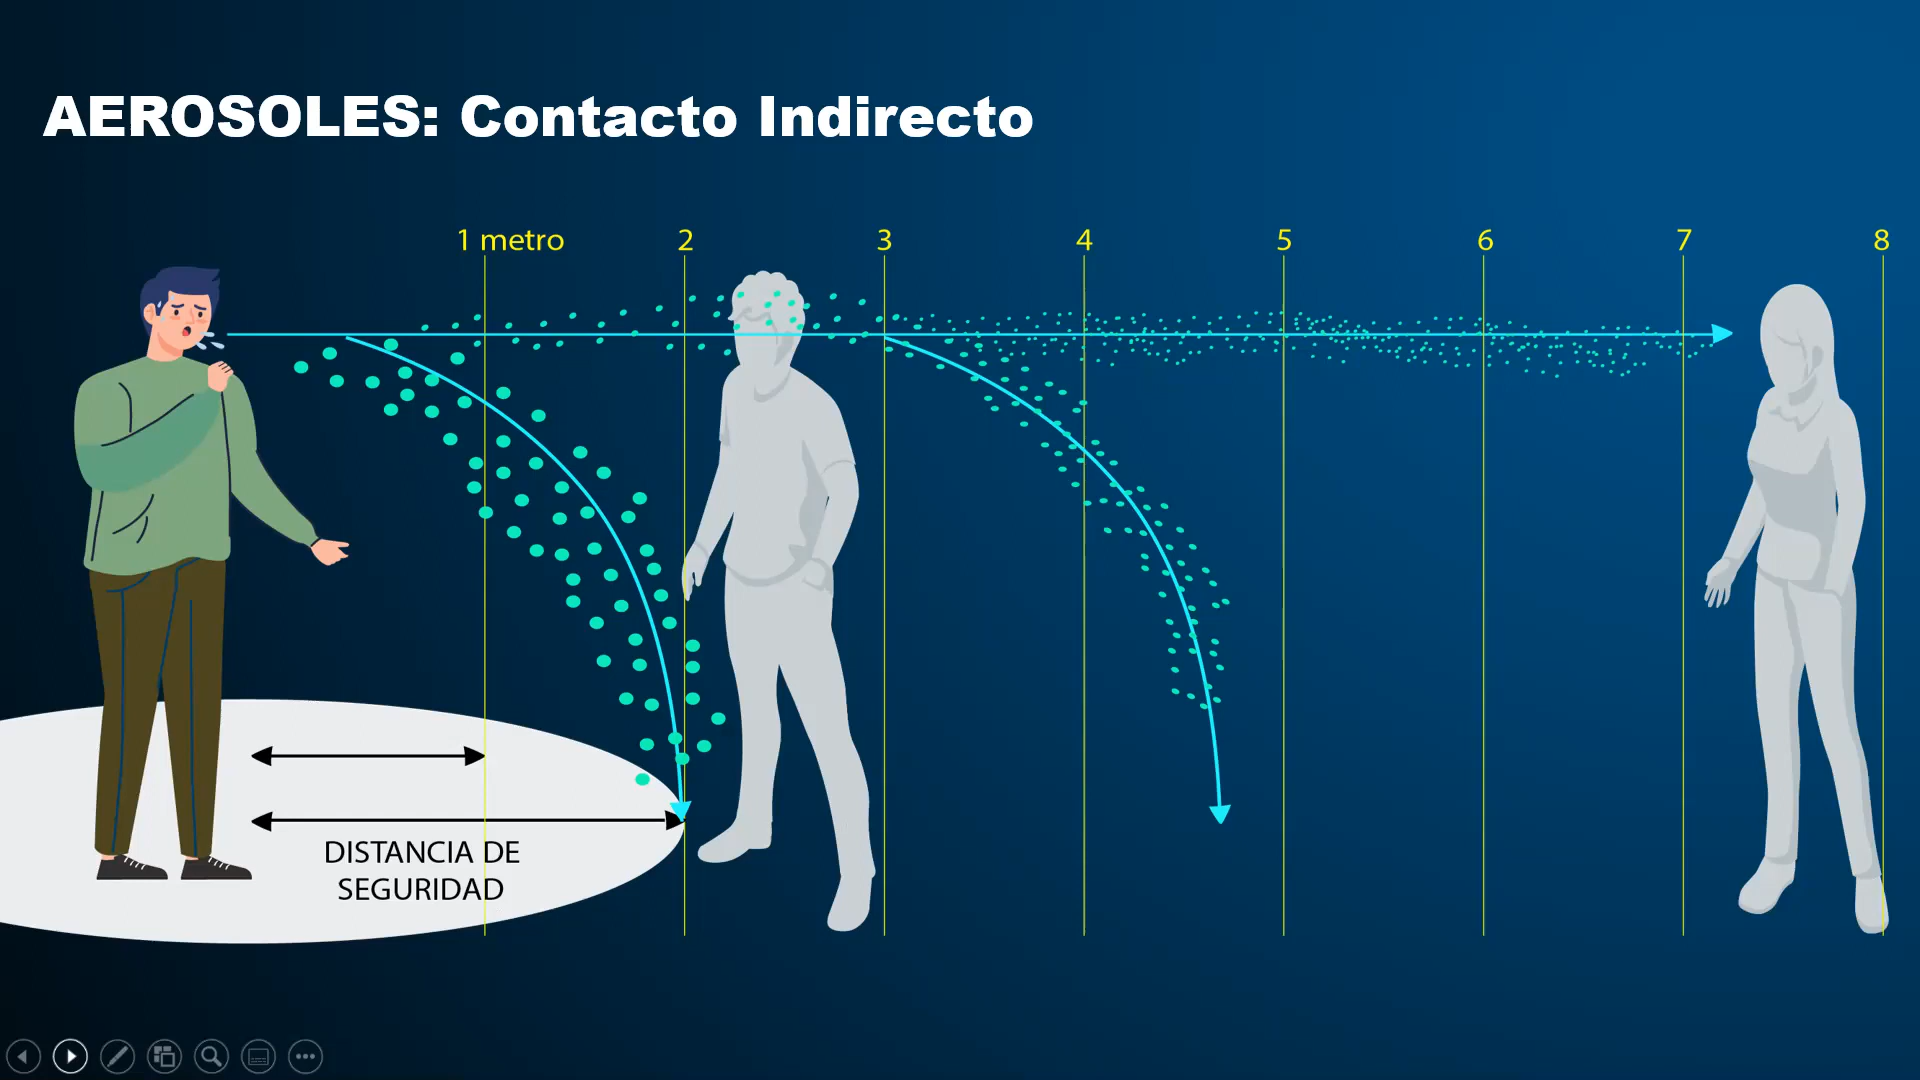 AEROSOLES: Contacto Indirecto
1 metro 2 3 4 5 6 7 8
DISTANCIA DE
SEGURIDAD